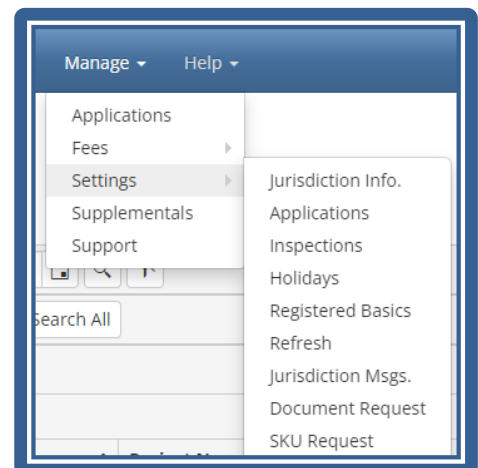 Manage Help
Applications
Fees
Settings
Supplementals
Support
Jurisdiction Info.
Applications
Inspections
Holidays
Registered Basics
Refresh
Jurisdiction Msgs.
Document Request
SKU Request
Search All